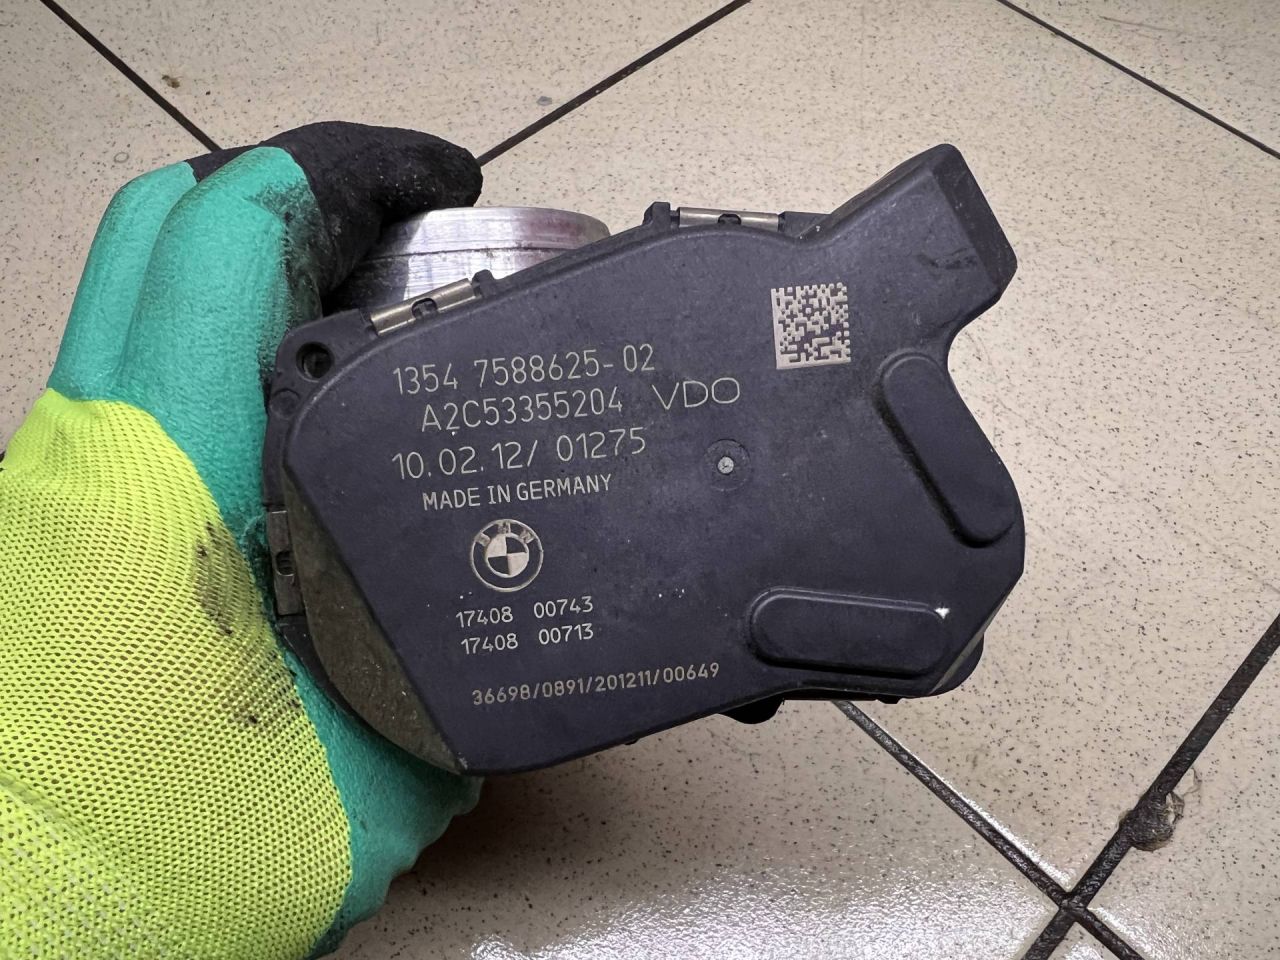 1354 7588625-02
A2C53355204 VDO
10.02.12/ 01275
MADE IN GERMANY
BMW
17408 00743
17408 00713
36698/0891/201211/00649